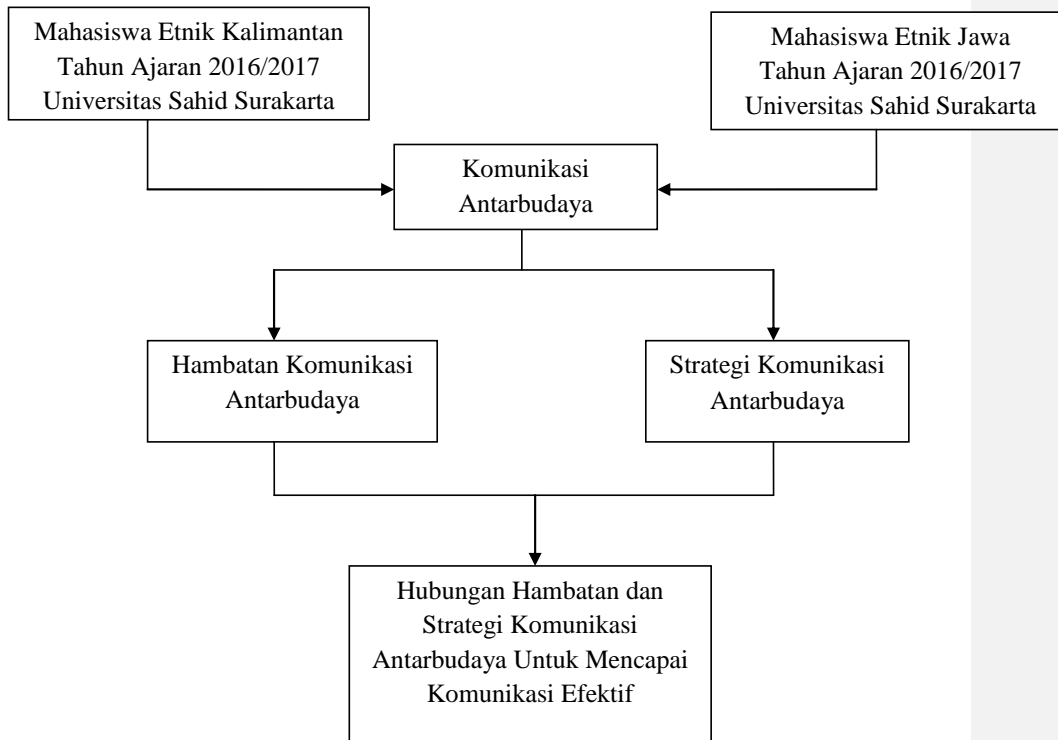 Mahasiswa Etnik Kalimantan
Tahun Ajaran 2016/2017
Universitas Sahid Surakarta
Mahasiswa Etnik Jawa
Tahun Ajaran 2016/2017
Universitas Sahid Surakarta
Komunikasi
Antarbudaya
Hambatan Komunikasi
Antarbudaya
Strategi Komunikasi
Antarbudaya
Hubungan Hambatan dan
Strategi Komunikasi
Antarbudaya Untuk Mencapai
Komunikasi Efektif